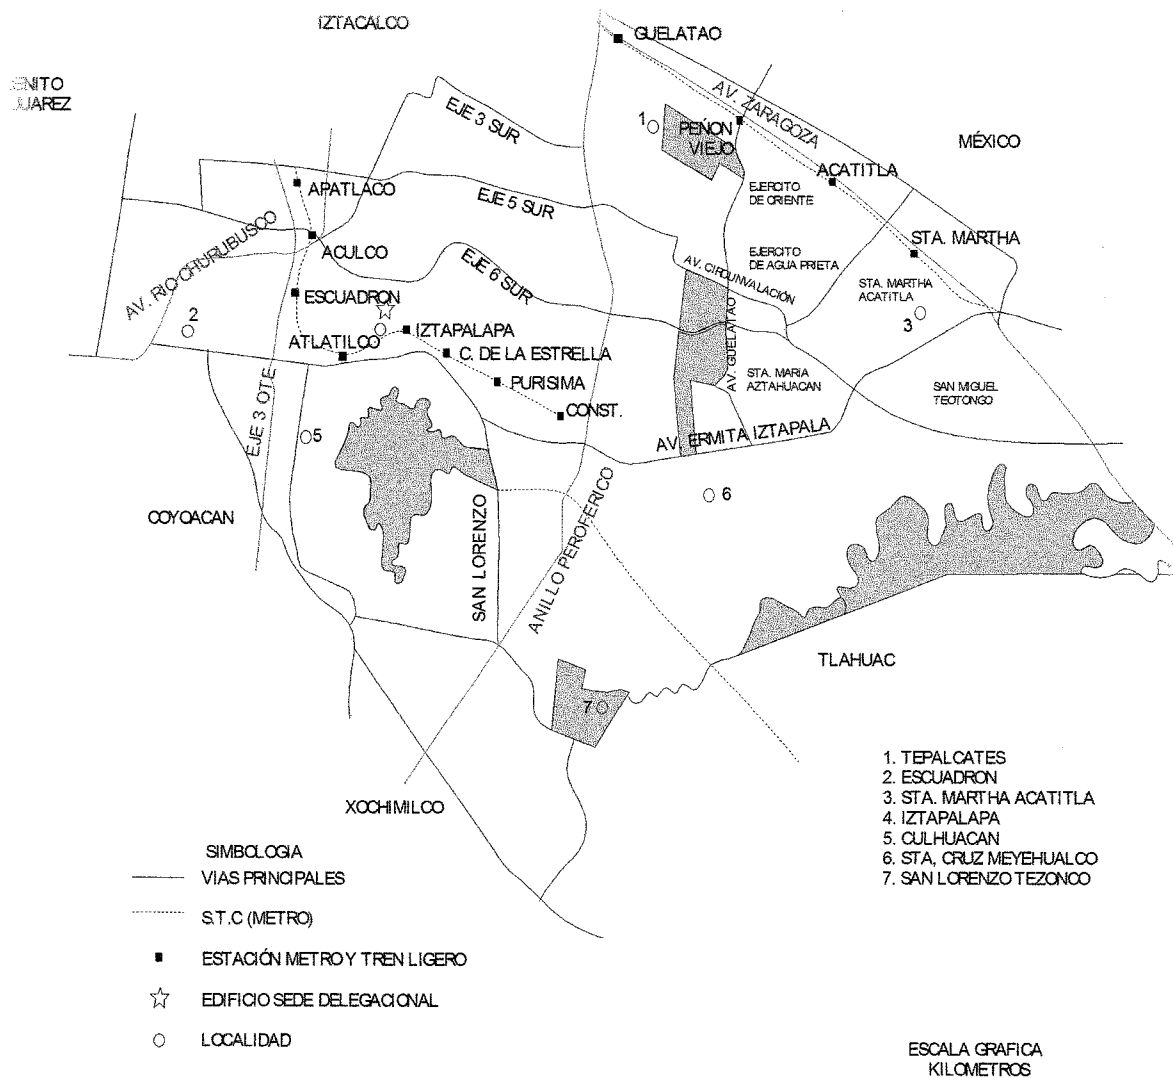 IZTACALCO
GUELATAO
BENITO
JUAREZ
AV. ZARAGOZA
EJE 3 SUR
1
PEÑON
VIEJO
MÉXICO
ACATITLA
APATLACO
EJERCITO
DE ORIENTE
EJE 5 SUR
AV. RIO CHURUBUSCO
ACULCO
STA. MARTHA
EJERCITO
DE AGUA PRIETA
EJE 6 SUR
AV. CIRCUNVALACIÓN
ESCUADRON
STA. MARTHA
ACATITLA
2
3
IZTAPALAPA
ATLATILCO
C. DE LA ESTRELLA
AV. GUELATAO
STA. MARIA
AZTAHUACAN
PURISIMA
SAN MIGUEL
TEOTONGO
EJE 3 OTE
CONST.
AV. ERMITA IZTAPALA
5
6
COYOACAN
SAN LORENZO
ANILLO PEROFERICO
TLAHUAC
7
XOCHIMILCO
1. TEPALCATES
2. ESCUADRON
3. STA. MARTHA ACATITLA
4. IZTAPALAPA
5. CULHUACAN
6. STA, CRUZ MEYEHUALCO
7. SAN LORENZO TEZONCO
SIMBOLOGIA
VIAS PRINCIPALES
S.T.C (METRO)
ESTACIÓN METRO Y TREN LIGERO
EDIFICIO SEDE DELEGACIONAL
LOCALIDAD
ESCALA GRAFICA
KILOMETROS